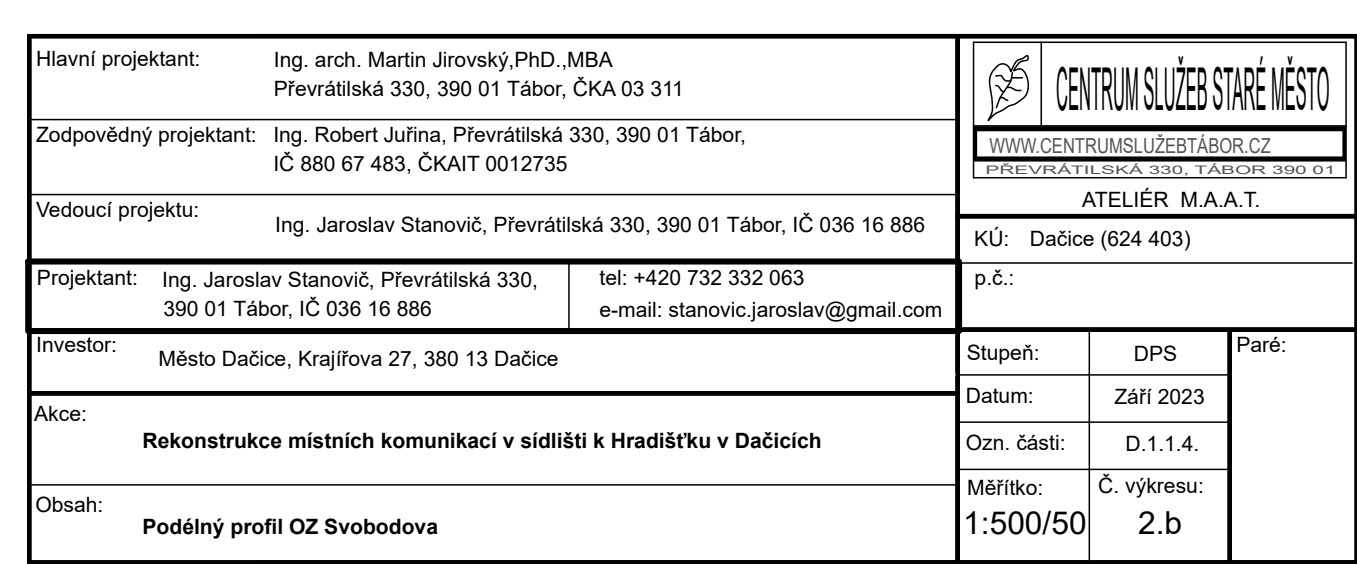 Hlavní projektant:
Ing. arch. Martin Jirovský,PhD.,MBA
Převrátilská 330, 390 01 Tábor, ČKA 03 311
Zodpovědný projektant:
Ing. Robert Juřina, Převrátilská 330, 390 01 Tábor,
IČ 880 67 483, ČKAIT 0012735
Vedoucí projektu:
Ing. Jaroslav Stanovič, Převrátilská 330, 390 01 Tábor, IČ 036 16 886
Projektant:
Ing. Jaroslav Stanovič, Převrátilská 330,
390 01 Tábor, IČ 036 16 886
tel: +420 732 332 063
e-mail: stanovic.jaroslav@gmail.com
Investor:
Město Dačice, Krajířova 27, 380 13 Dačice
Akce:
Rekonstrukce místních komunikací v sídlišti k Hradišťku v Dačicích
Obsah:
Podélný profil OZ Svobodova
CENTRUM SLUŽEB STARÉ MĚSTO
WWW.CENTRUMSLUŽEBTÁBOR.CZ
PŘEVRÁTILSKÁ 330, TÁBOR 390 01
ATELIÉR M.A.A.T.
KÚ: Dačice (624 403)
p.č.:
Stupeň: DPS
Datum: Září 2023
Ozn. části: D.1.1.4.
Měřítko:
1:500/50
Č. výkresu:
2.b
Paré: